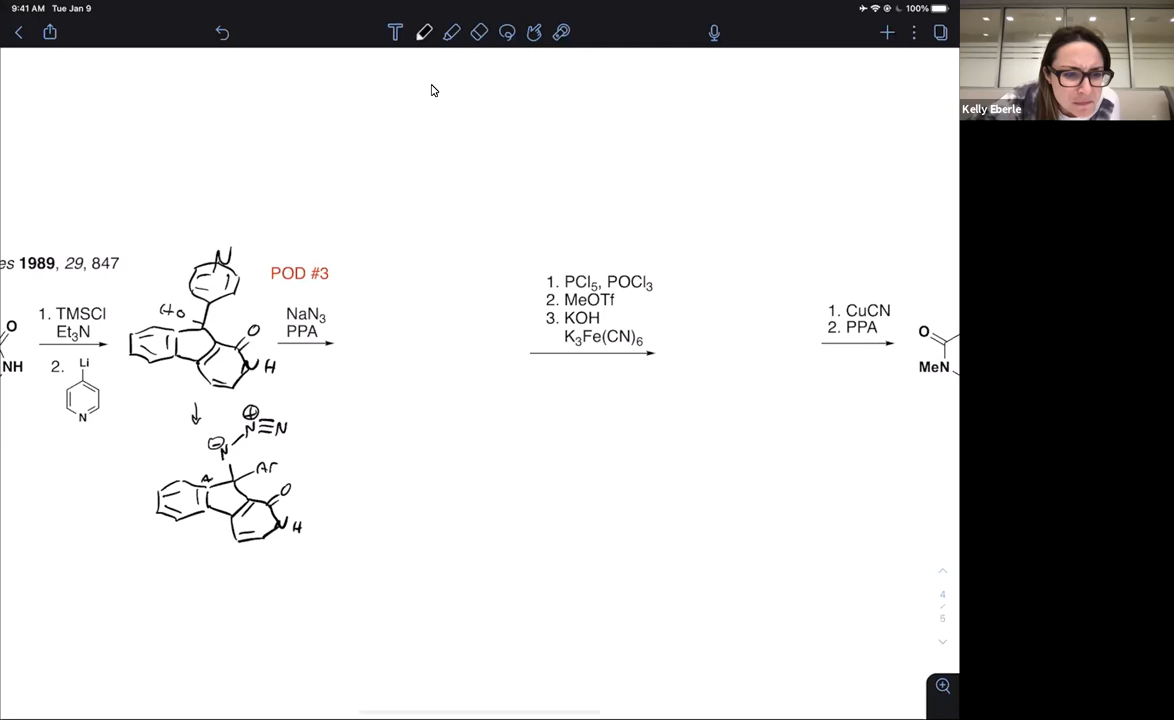 9:41 AM Tue Jan 9
100%
Kelly Eberle
es 1989, 29, 847
POD #3
1. TMSCl
Et3N
2.
Li
N
O
NH
N
HO
O
N H
NaN3
PPA
1. PCl5, POCl3
2. MeOTf
3. KOH
K3Fe(CN)6
1. CuCN
2. PPA
O
MeN
⊕
N≡N
⊖
N
Ar
O
N H
4
/
5